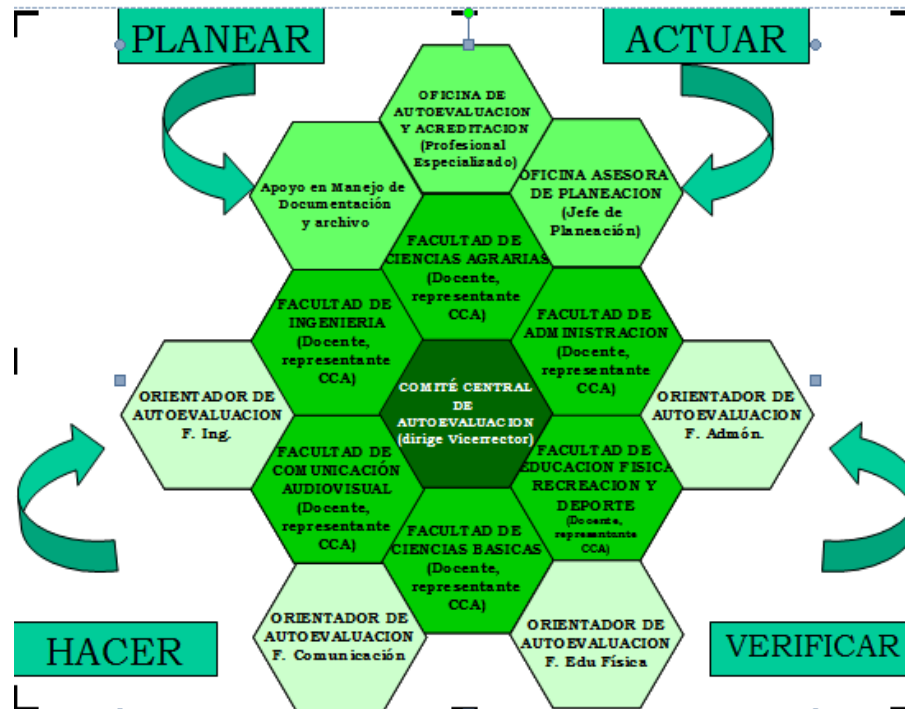 PLANEAR
ACTUAR
OFICINA DE
AUTOEVALUACION
Y ACREDITACION
(Profesional
Especializado)
Apoyo en Manejo de
Documentación
y archivo
OFICINA ASESORA
DE PLANEACION
(Jefe de
Planeación)
FACULTAD DE
CIENCIAS AGRARIAS
(Docente,
representante
CCA)
FACULTAD DE
INGENIERIA
(Docente,
representante
CCA)
FACULTAD DE
ADMINISTRACION
(Docente,
representante
CCA)
ORIENTADOR DE
AUTOEVALUACION
F. Ing.
COMITÉ CENTRAL
DE
AUTOEVALUACION
(dirige Vicerrector)
ORIENTADOR DE
AUTOEVALUACION
F. Admón.
FACULTAD DE
COMUNICACIÓN
AUDIOVISUAL
(Docente,
representante
CCA)
FACULTAD DE
EDUCACION FISICA
RECREACION Y
DEPORTE
(Docente,
representante
CCA)
FACULTAD DE
CIENCIAS BASICAS
(Docente,
representante
CCA)
ORIENTADOR DE
AUTOEVALUACION
F. Comunicación
ORIENTADOR DE
AUTOEVALUACION
F. Edu Física
HACER
VERIFICAR